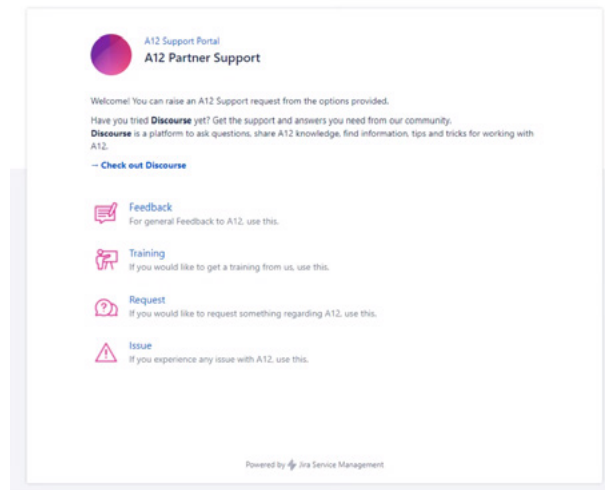 A12 Support Portal
A12 Partner Support
Welcome! You can raise an A12 Support request from the options provided.
Have you tried Discourse yet? Get the support and answers you need from our community.
Discourse is a platform to ask questions, share A12 knowledge, find information, tips and tricks for working with
A12.
→ Check out Discourse
Feedback
For general Feedback to A12, use this.
Training
If you would like to get a training from us, use this.
Request
If you would like to request something regarding A12, use this.
Issue
If you experience any issue with A12, use this.
Powered by Jira Service Management